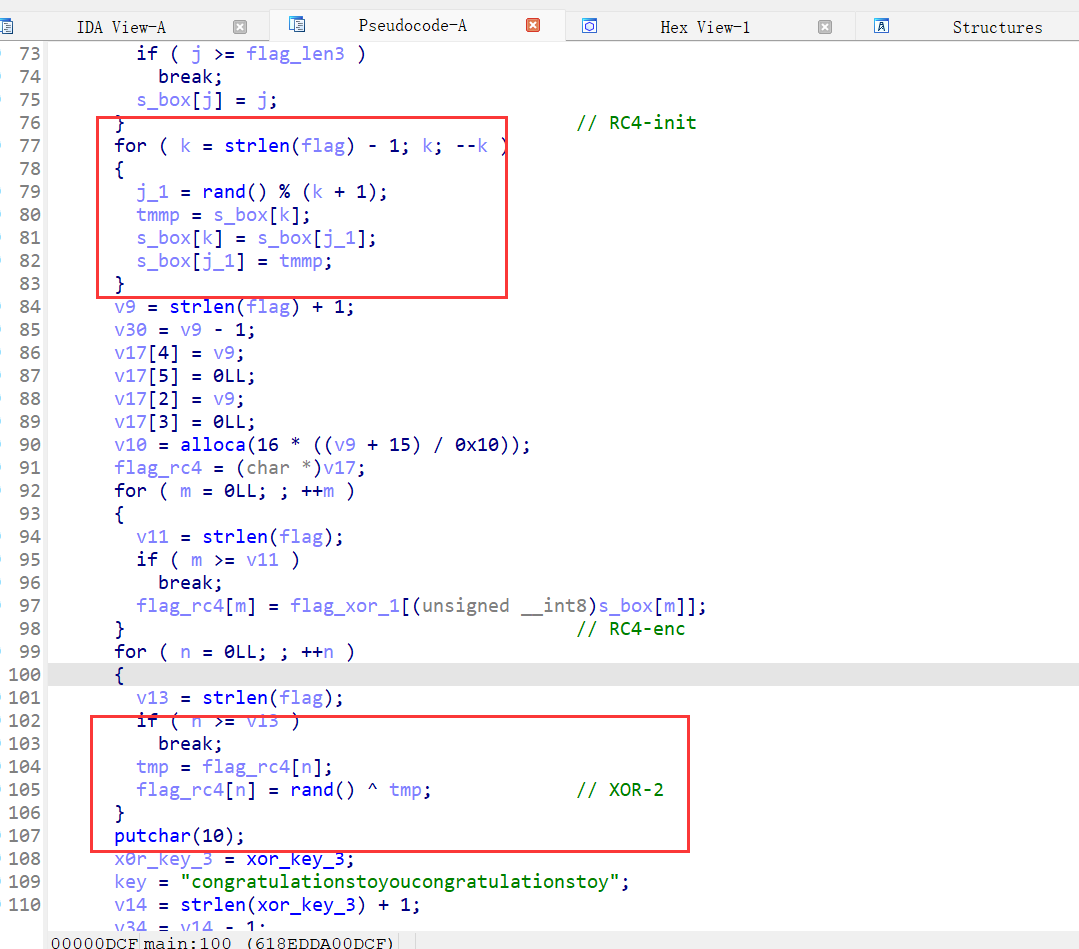 IDA View-A Pseudocode-A Hex View-1 Structures
73 if ( j >= flag_len3 )
74 break;
75 s_box[j] = j;
76 } // RC4-init
77 for ( k = strlen(flag) - 1; k; --k )
78 {
79 j_1 = rand() % (k + 1);
80 tmmp = s_box[k];
81 s_box[k] = s_box[j_1];
82 s_box[j_1] = tmmp;
83 }
84 v9 = strlen(flag) + 1;
85 v30 = v9 - 1;
86 v17[4] = v9;
87 v17[5] = 0LL;
88 v17[2] = v9;
89 v17[3] = 0LL;
90 v10 = alloca(16 * ((v9 + 15) / 0x10));
91 flag_rc4 = (char *)v17;
92 for ( m = 0LL; ; ++m )
93 {
94 v11 = strlen(flag);
95 if ( m >= v11 )
96 break;
97 flag_rc4[m] = flag_xor_1[(unsigned __int8)s_box[m]];
98 } // RC4-enc
99 for ( n = 0LL; ; ++n )
100 {
101 v13 = strlen(flag);
102 if ( n >= v13 )
103 break;
104 tmp = flag_rc4[n];
105 flag_rc4[n] = rand() ^ tmp; // XOR-2
106 }
107 putchar(10);
108 x0r_key_3 = xor_key_3;
109 key = "congratulationstoyoucongratulationstoy";
110 v14 = strlen(xor_key_3) + 1;
v34 = v14 - 1;
00000DCF main:100 (618EDDA00DCF)